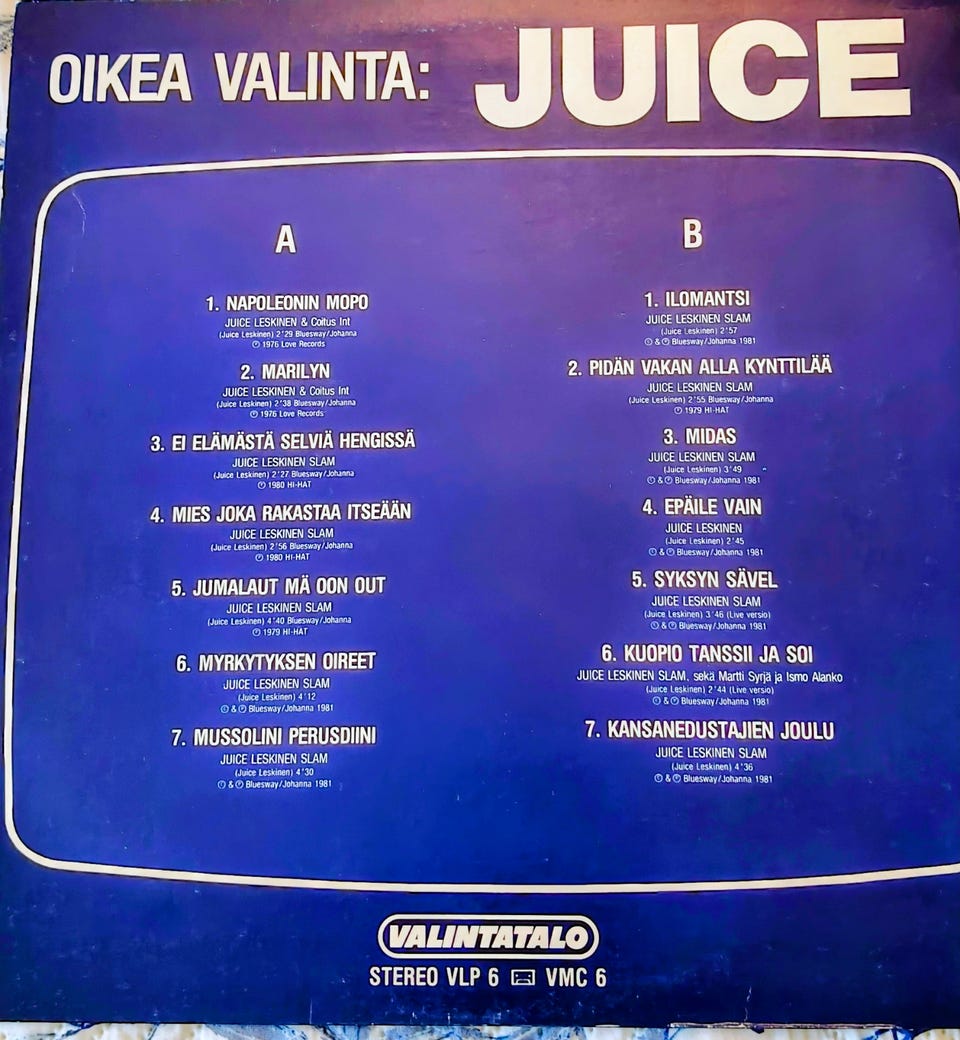 OIKEA VALINTA: JUICE
A
1. NAPOLEONIN MOPO
JUICE LESKINEN & Coitus Int
(Juice Leskinen) 2'29 Bluesway/Johanna
℗ 1976 Love Records
2. MARILYN
JUICE LESKINEN & Coitus Int
(Juice Leskinen) 2'38 Bluesway/Johanna
℗ 1976 Love Records
3. EI ELÄMÄSTÄ SELVIÄ HENGISSÄ
JUICE LESKINEN SLAM
(Juice Leskinen) 2'27 Bluesway/Johanna
℗ 1980 HI-HAT
4. MIES JOKA RAKASTAA ITSEÄÄN
JUICE LESKINEN SLAM
(Juice Leskinen) 2'56 Bluesway/Johanna
℗ 1980 HI-HAT
5. JUMALAUT MÄ OON OUT
JUICE LESKINEN SLAM
(Juice Leskinen) 4'40 Bluesway/Johanna
℗ 1979 HI-HAT
6. MYRKYTYKSEN OIREET
JUICE LESKINEN SLAM
(Juice Leskinen) 4'12
© & ℗ Bluesway/Johanna 1981
7. MUSSOLINI PERUSDIINI
JUICE LESKINEN SLAM
(Juice Leskinen) 4'30
© & ℗ Bluesway/Johanna 1981
B
1. ILOMANTSI
JUICE LESKINEN SLAM
(Juice Leskinen) 2'57
© & ℗ Bluesway/Johanna 1981
2. PIDÄN VAKAN ALLA KYNTTILÄÄ
JUICE LESKINEN SLAM
(Juice Leskinen) 2'55 Bluesway/Johanna
℗ 1979 HI-HAT
3. MIDAS
JUICE LESKINEN SLAM
(Juice Leskinen) 3'49
© & ℗ Bluesway/Johanna 1981
4. EPÄILE VAIN
JUICE LESKINEN
(Juice Leskinen) 2'45
© & ℗ Bluesway/Johanna 1981
5. SYKSYN SÄVEL
JUICE LESKINEN SLAM
(Juice Leskinen) 3'46 (Live versio)
© & ℗ Bluesway/Johanna 1981
6. KUOPIO TANSSII JA SOI
JUICE LESKINEN SLAM, sekä Martti Syrjä ja Ismo Alanko
(Juice Leskinen) 2'44 (Live versio)
© & ℗ Bluesway/Johanna 1981
7. KANSANEDUSTAJIEN JOULU
JUICE LESKINEN SLAM
(Juice Leskinen) 4'36
© & ℗ Bluesway/Johanna 1981
VALINTATALO
STEREO VLP 6 VMC 6